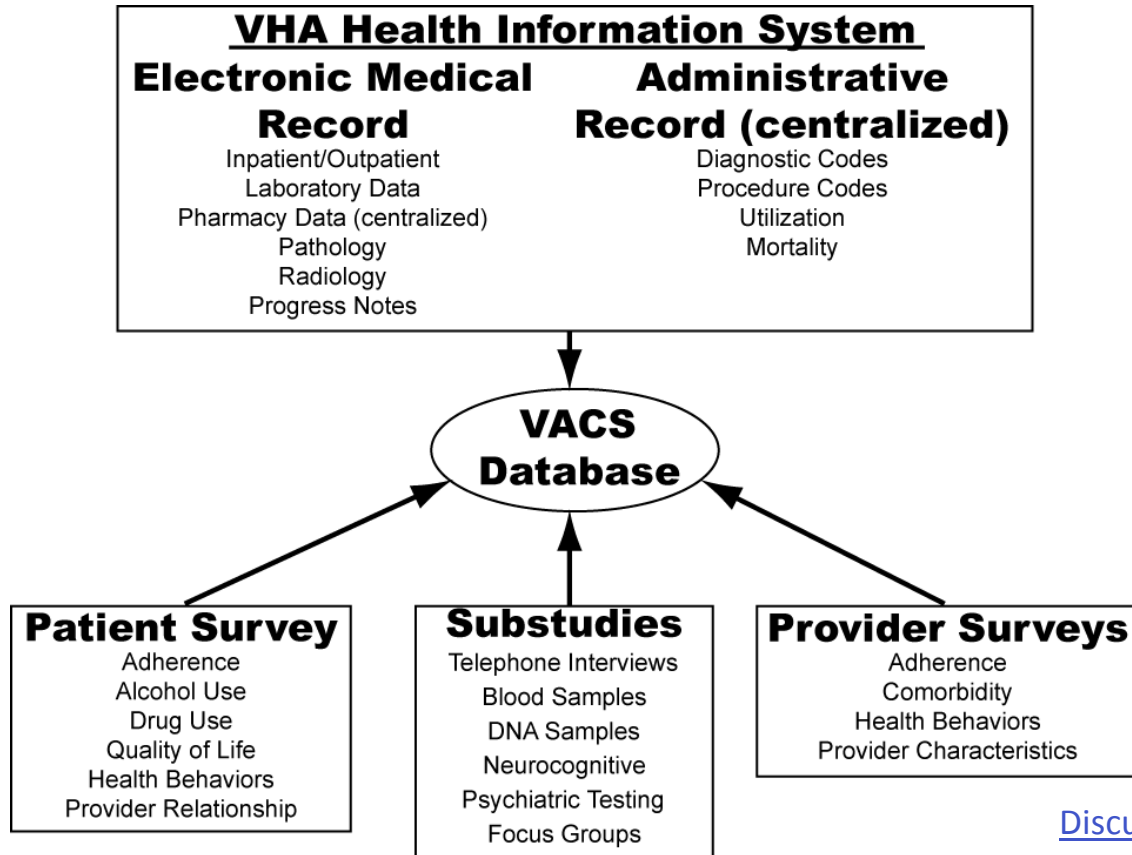 VHA Health Information System
Electronic Medical
Record
Inpatient/Outpatient
Laboratory Data
Pharmacy Data (centralized)
Pathology
Radiology
Progress Notes
Administrative
Record (centralized)
Diagnostic Codes
Procedure Codes
Utilization
Mortality
VACS
Database
Patient Survey
Adherence
Alcohol Use
Drug Use
Quality of Life
Health Behaviors
Provider Relationship
Substudies
Telephone Interviews
Blood Samples
DNA Samples
Neurocognitive
Psychiatric Testing
Focus Groups
Provider Surveys
Adherence
Comorbidity
Health Behaviors
Provider Characteristics